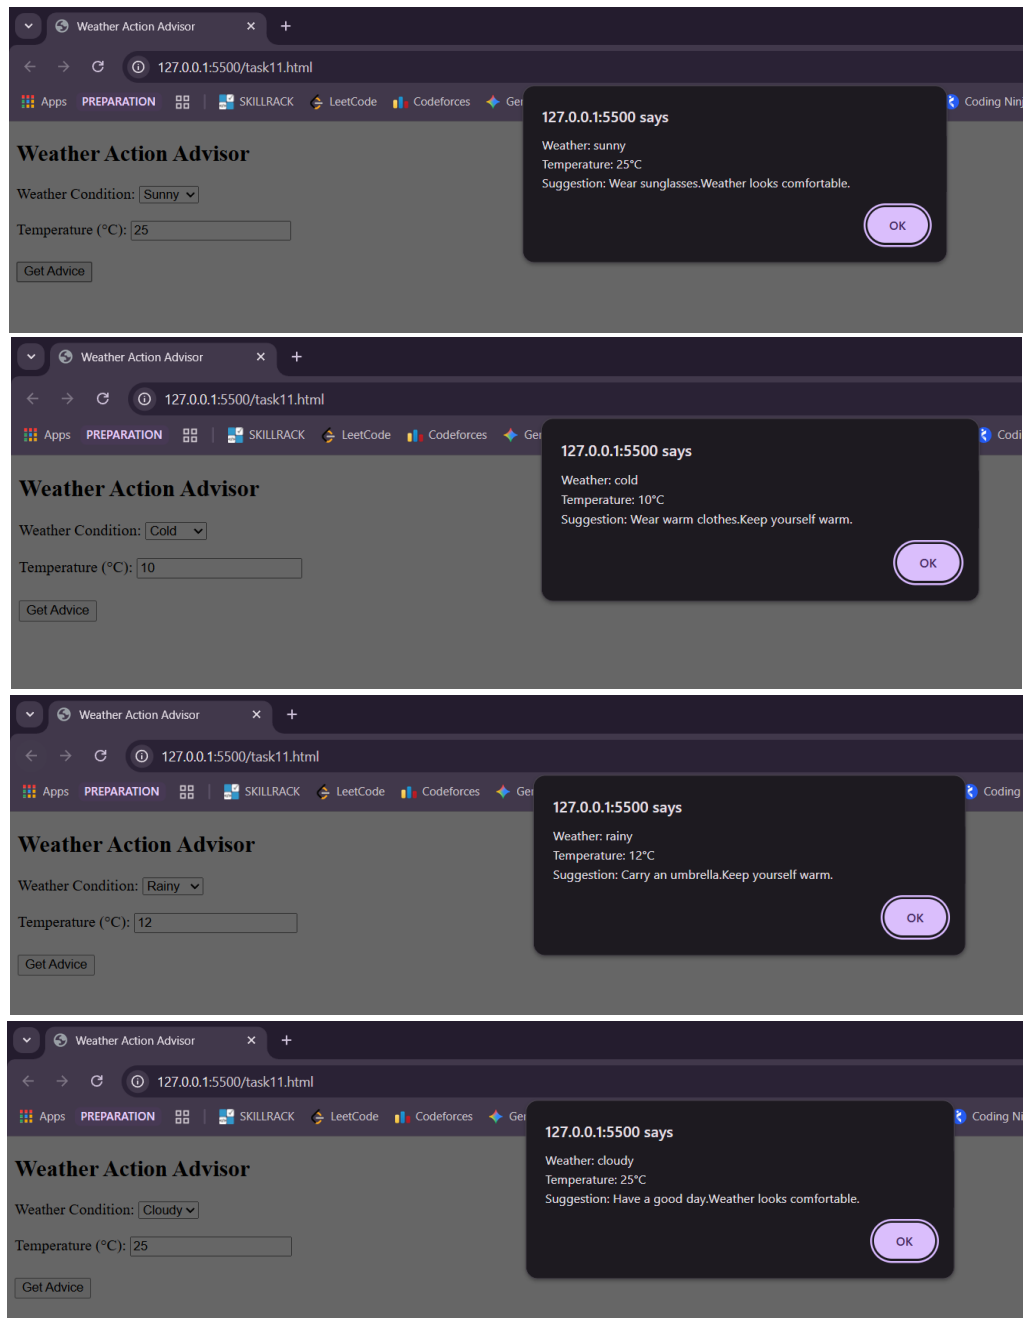 Weather Action Advisor
127.0.0.1:5500/task11.html
Apps PREPARATION SKILLRACK LeetCode Codeforces Ge Coding Nin
127.0.0.1:5500 says
Weather: sunny
Temperature: 25°C
Suggestion: Wear sunglasses.Weather looks comfortable.
OK
Weather Action Advisor
Weather Condition: Sunny
Temperature (°C): 25
Get Advice
Weather Action Advisor
127.0.0.1:5500/task11.html
Apps PREPARATION SKILLRACK LeetCode Codeforces Ge Codi
127.0.0.1:5500 says
Weather: cold
Temperature: 10°C
Suggestion: Wear warm clothes.Keep yourself warm.
OK
Weather Action Advisor
Weather Condition: Cold
Temperature (°C): 10
Get Advice
Weather Action Advisor
127.0.0.1:5500/task11.html
Apps PREPARATION SKILLRACK LeetCode Codeforces Ge Coding
127.0.0.1:5500 says
Weather: rainy
Temperature: 12°C
Suggestion: Carry an umbrella.Keep yourself warm.
OK
Weather Action Advisor
Weather Condition: Rainy
Temperature (°C): 12
Get Advice
Weather Action Advisor
127.0.0.1:5500/task11.html
Apps PREPARATION SKILLRACK LeetCode Codeforces Ge Coding Ni
127.0.0.1:5500 says
Weather: cloudy
Temperature: 25°C
Suggestion: Have a good day.Weather looks comfortable.
OK
Weather Action Advisor
Weather Condition: Cloudy
Temperature (°C): 25
Get Advice